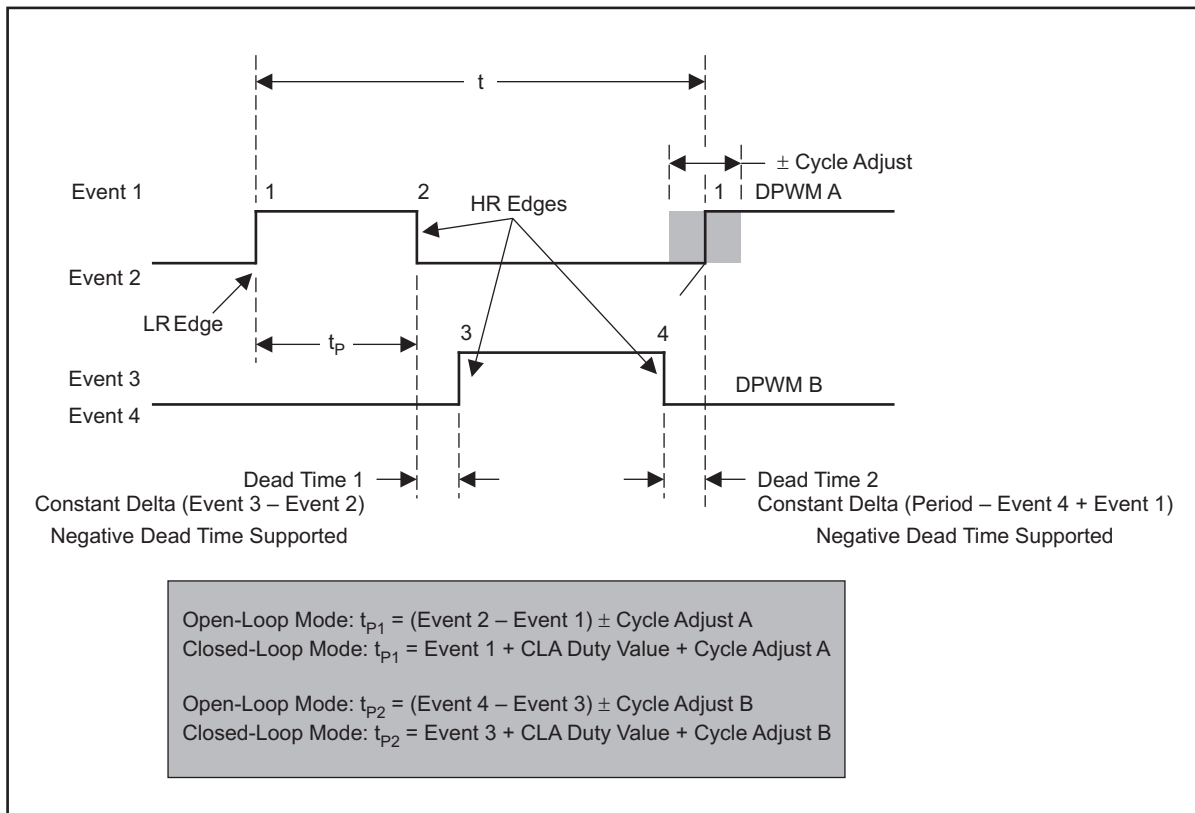 t
± Cycle Adjust
Event 1
1
2
HR Edges
1
DPWM A
Event 2
LR Edge
tP
3
4
Event 3
DPWM B
Event 4
Dead Time 1
Constant Delta (Event 3 – Event 2)
Negative Dead Time Supported
Dead Time 2
Constant Delta (Period – Event 4 + Event 1)
Negative Dead Time Supported
Open-Loop Mode: tP1 = (Event 2 – Event 1) ± Cycle Adjust A
Closed-Loop Mode: tP1 = Event 1 + CLA Duty Value + Cycle Adjust A
Open-Loop Mode: tP2 = (Event 4 – Event 3) ± Cycle Adjust B
Closed-Loop Mode: tP2 = Event 3 + CLA Duty Value + Cycle Adjust B